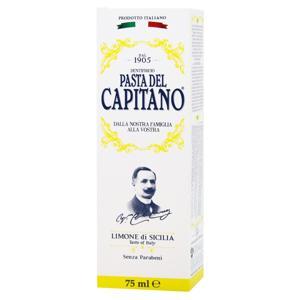 PRODOTTO ITALIANO
DAL
1905
DENTIFRICIO
PASTA DEL
CAPITANO
DALLA NOSTRA FAMIGLIA
ALLA VOSTRA
LIMONE di SICILIA
Taste of Italy
Senza Parabeni
75 ml e